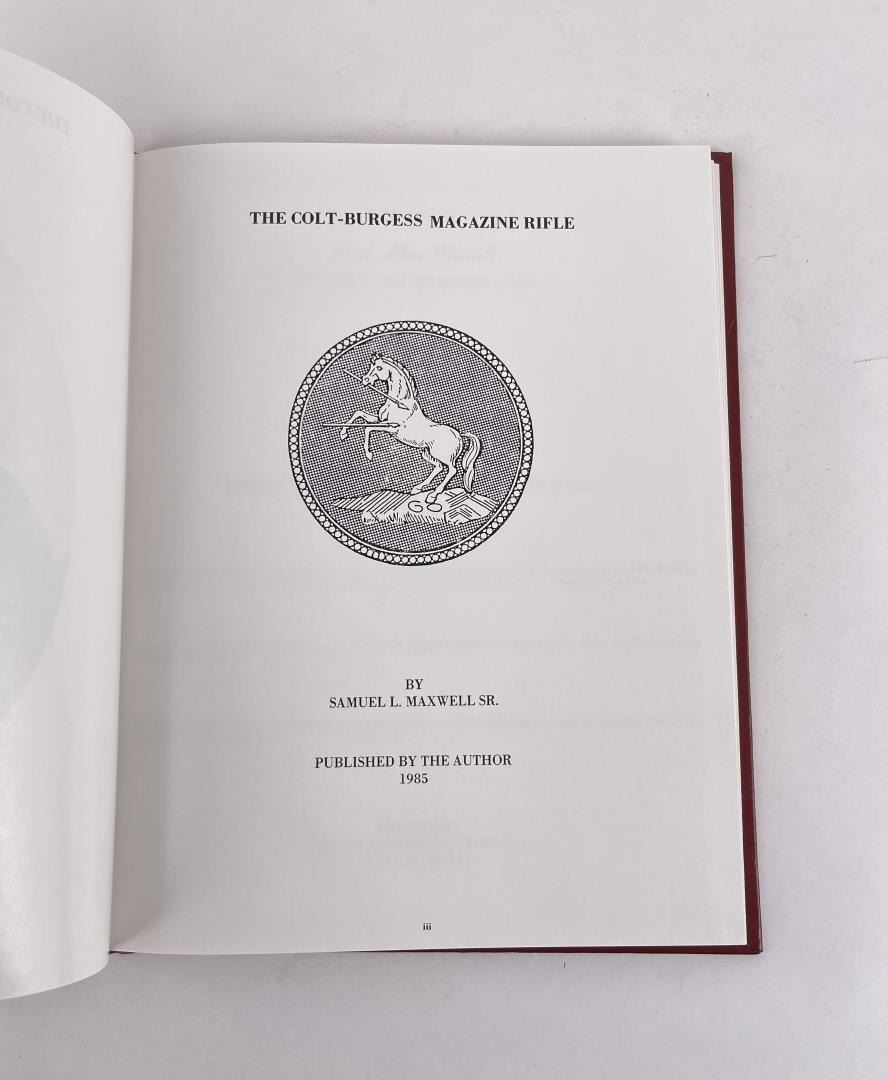 THE COLT-BURGESS MAGAZINE RIFLE
BY
SAMUEL L. MAXWELL SR.
PUBLISHED BY THE AUTHOR
1985
iii